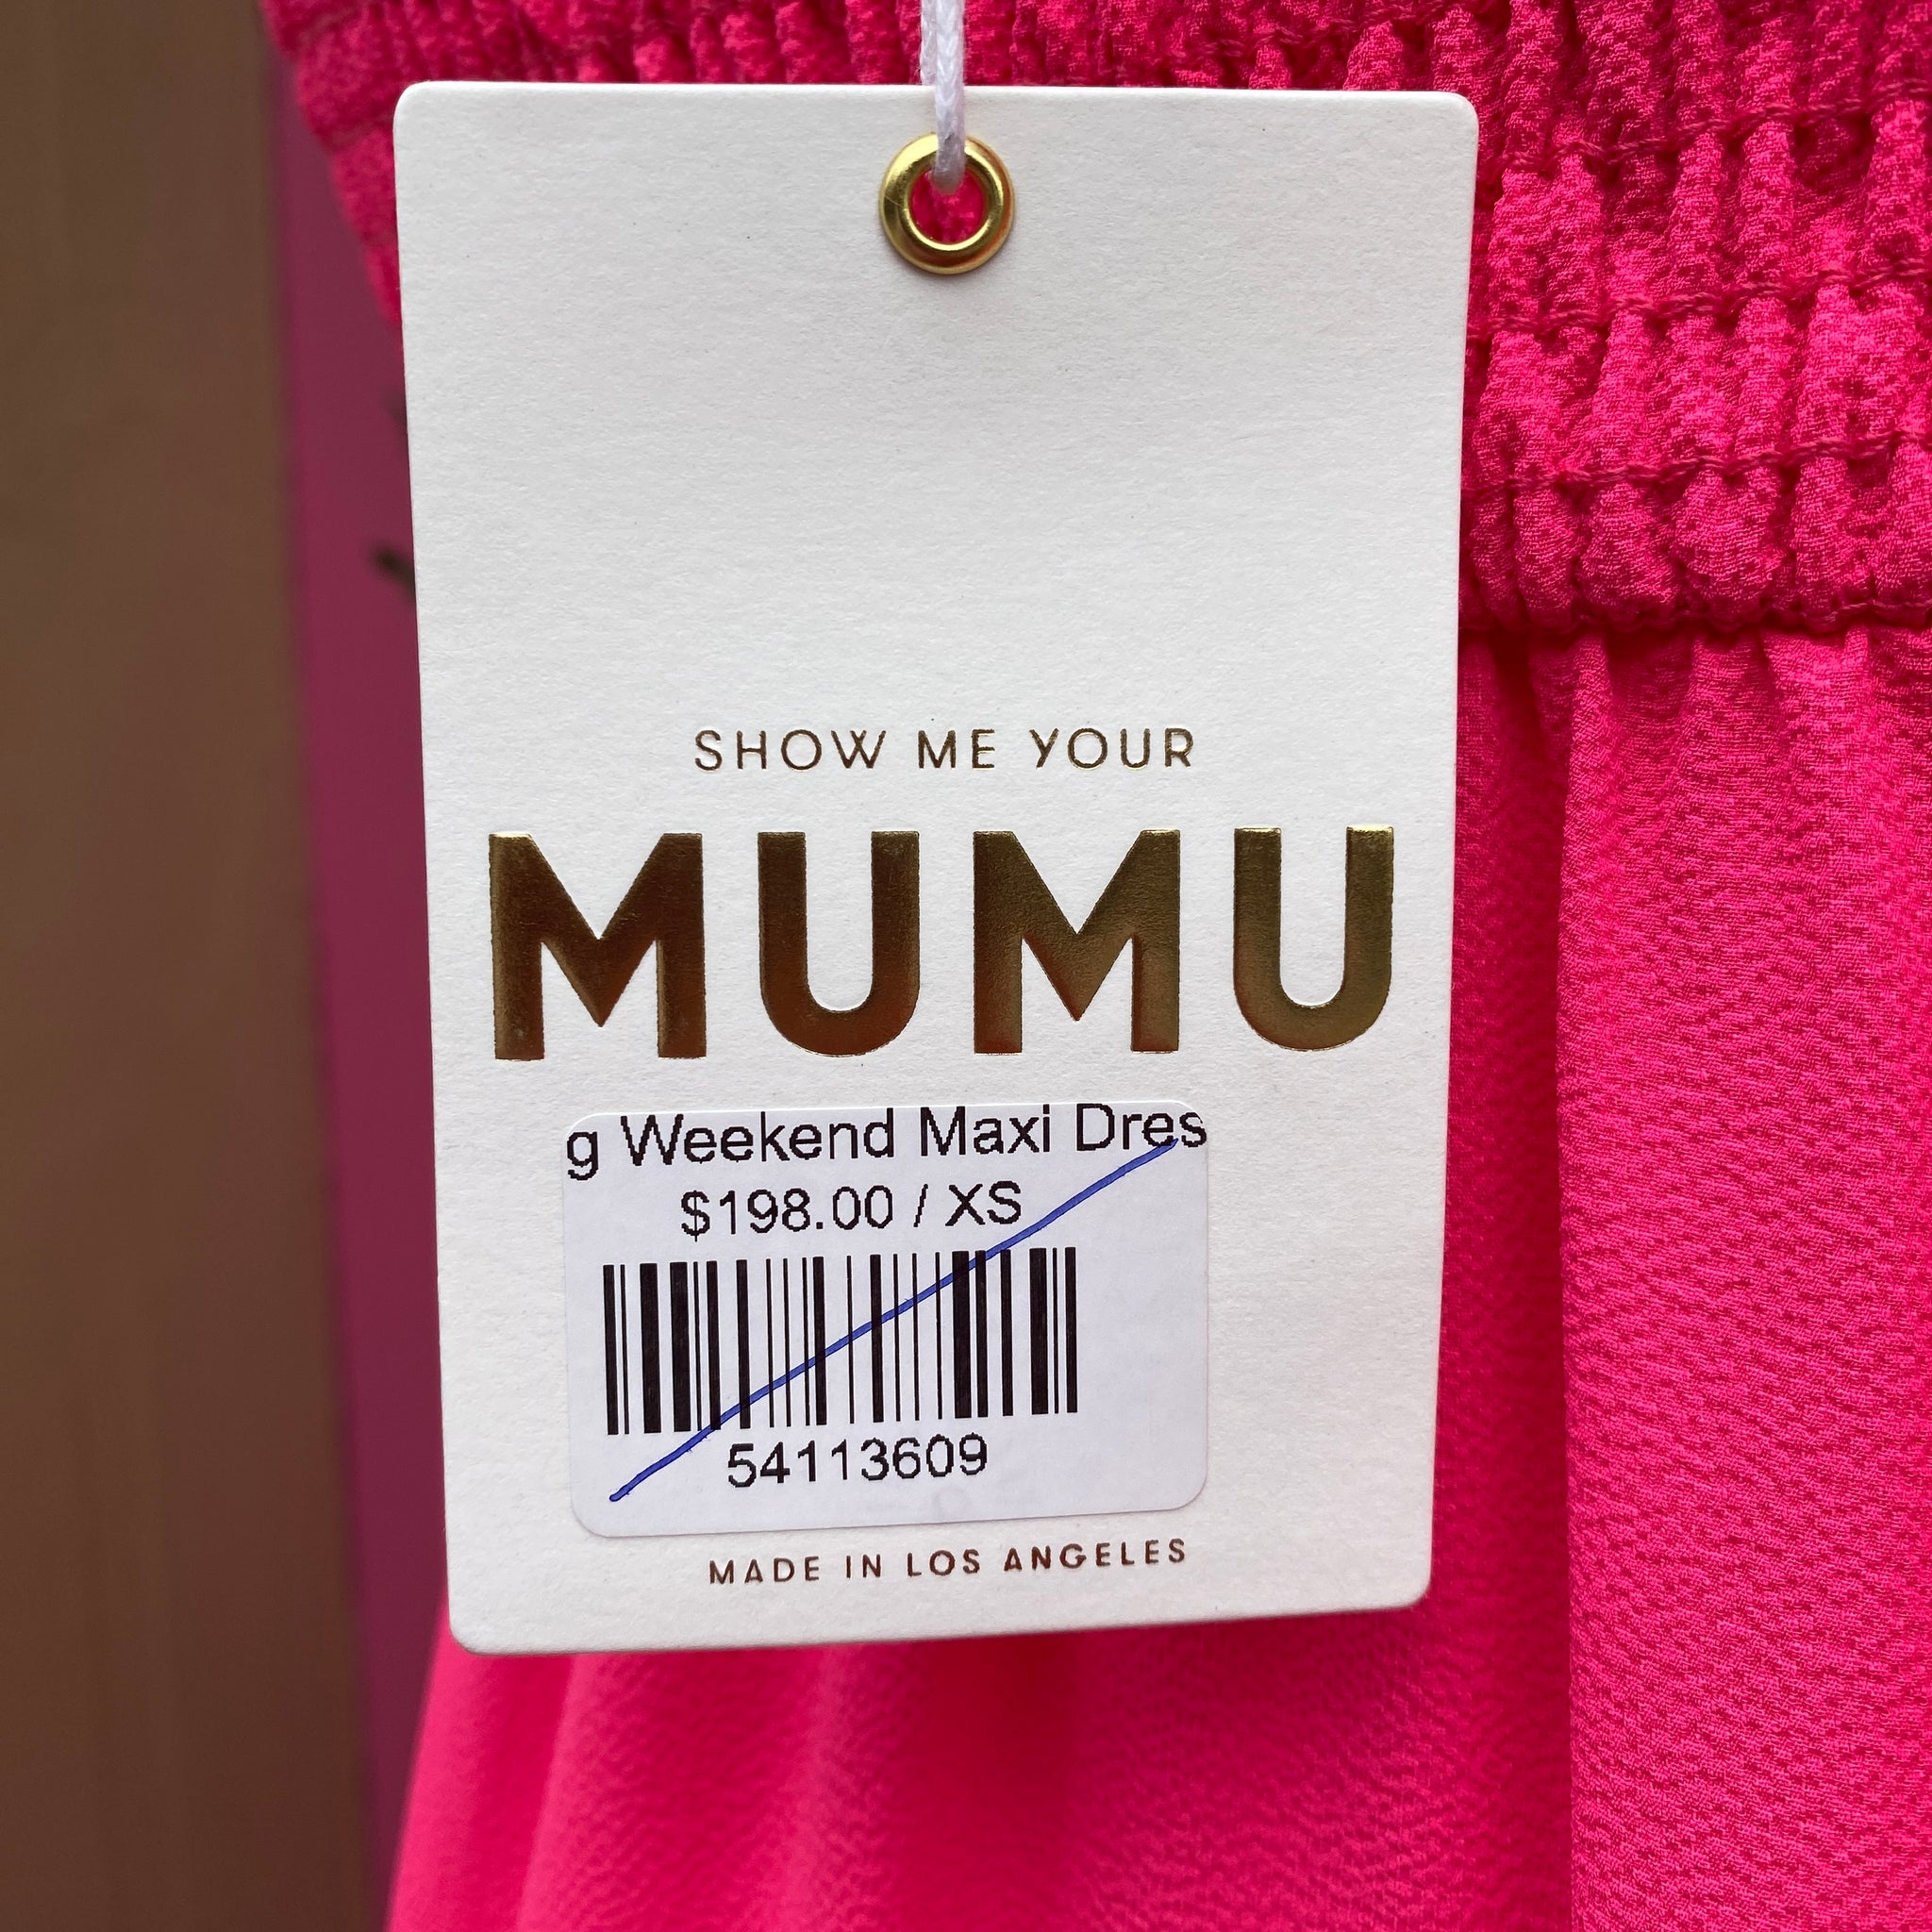 SHOW ME YOUR
MUMU
g Weekend Maxi Dres
$198.00 / XS
54113609
MADE IN LOS ANGELES